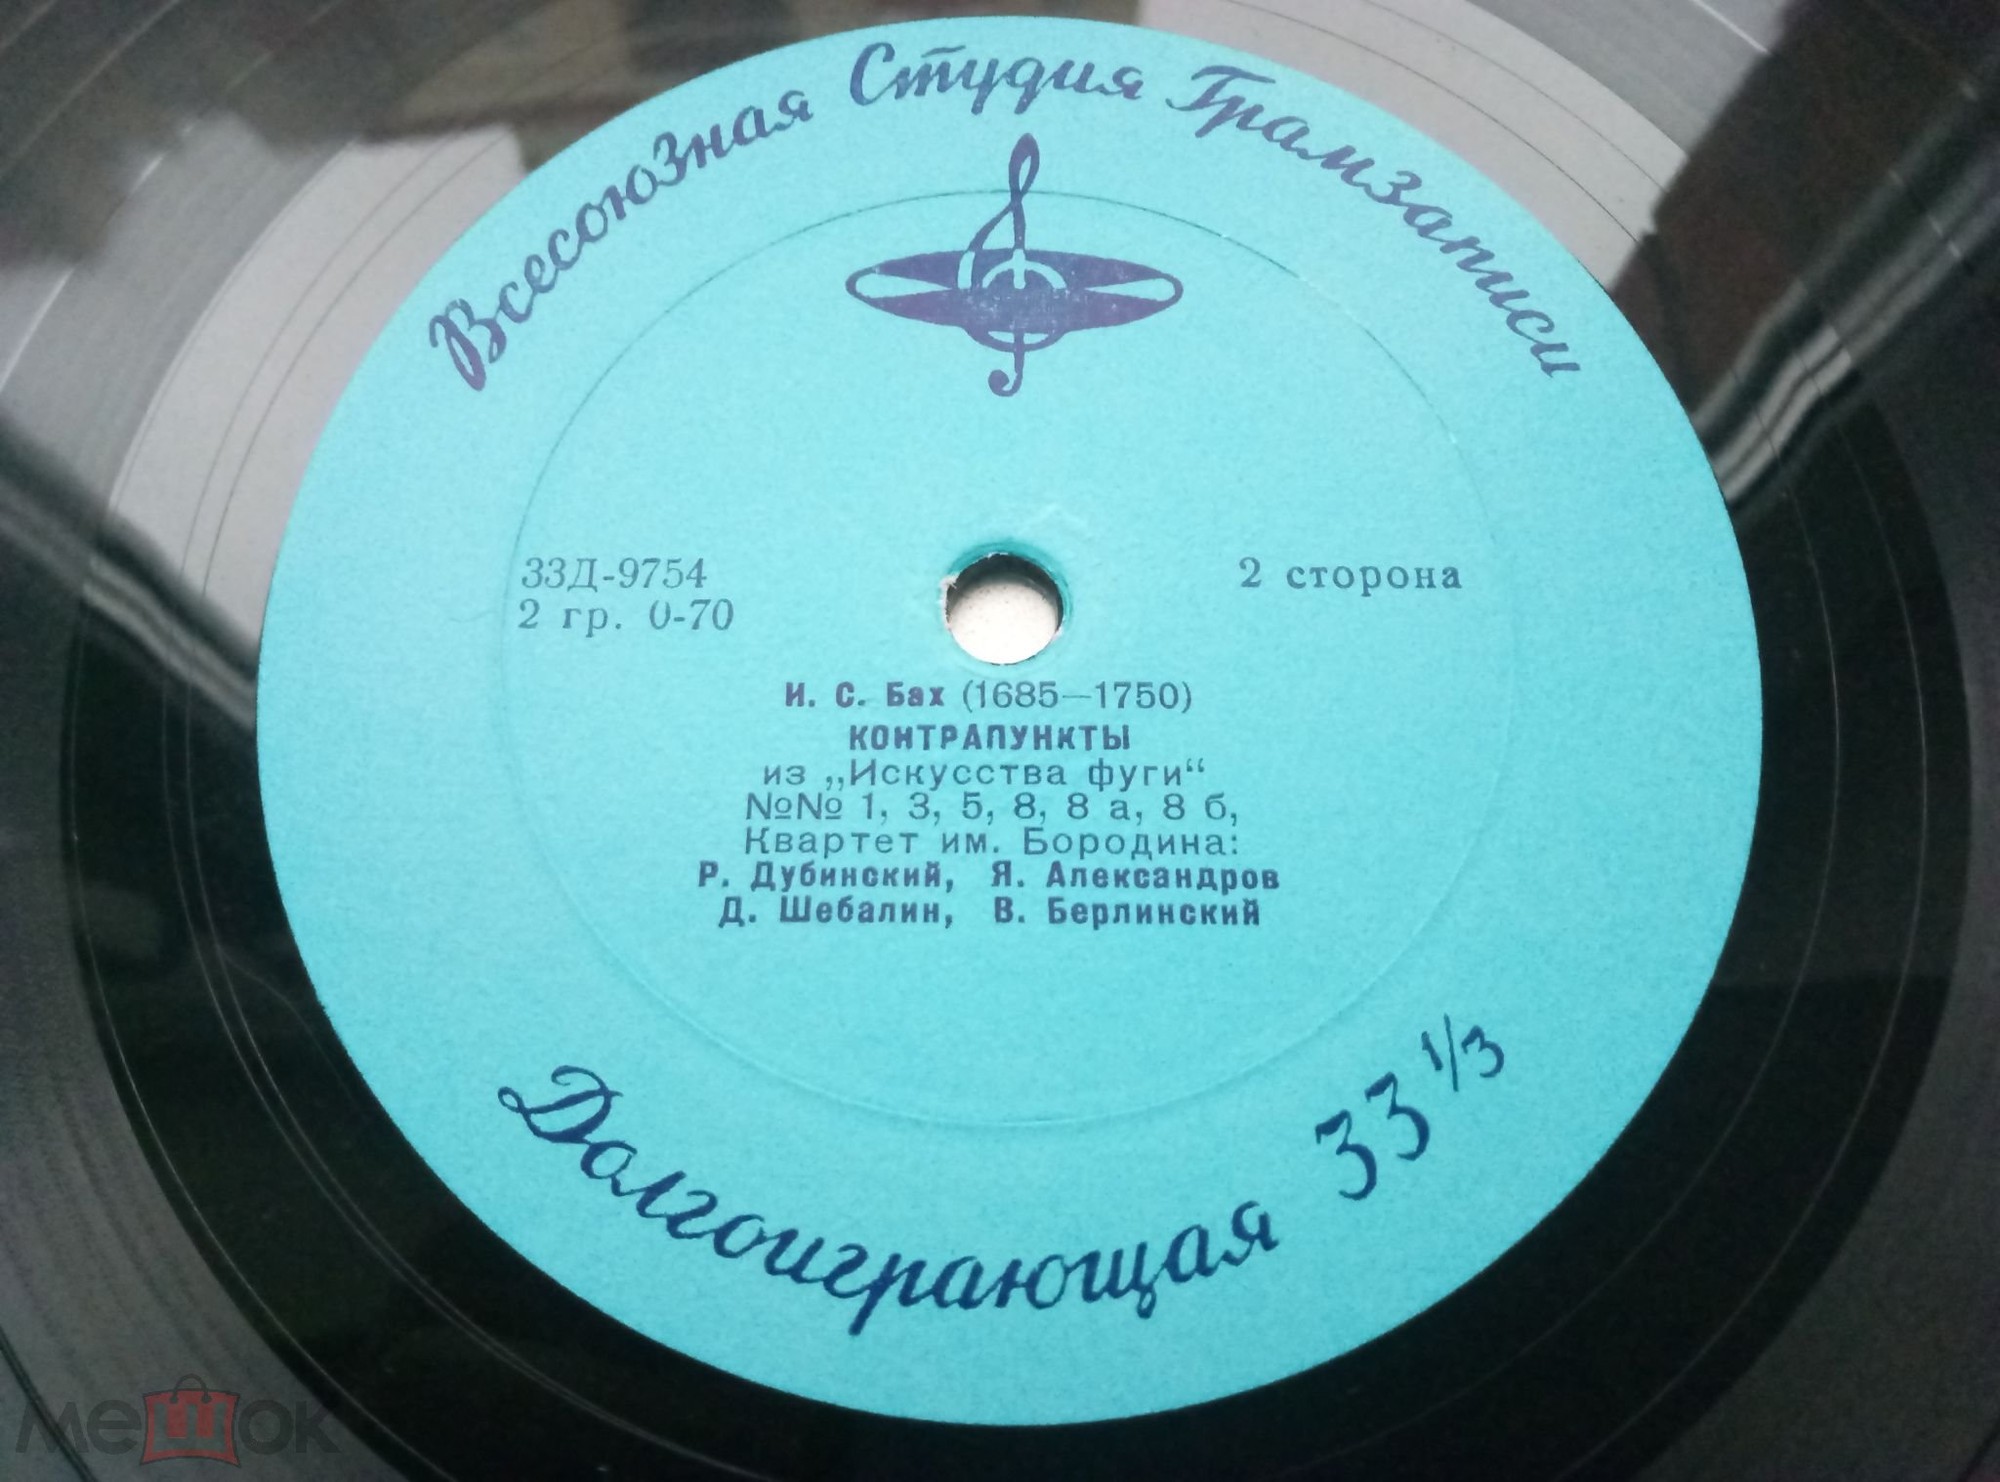 Всесоюзная Студия Грамзаписи
33Д-9754
2 гр. 0-70
2 сторона
И. С. Бах (1685—1750)
КОНТРАПУНКТЫ
из „Искусства фуги“
№№ 1, 3, 5, 8, 8 а, 8 б,
Квартет им. Бородина:
Р. Дубинский, Я. Александров
Д. Шебалин, В. Берлинский
Долгоиграющая 33 1/3
мешок